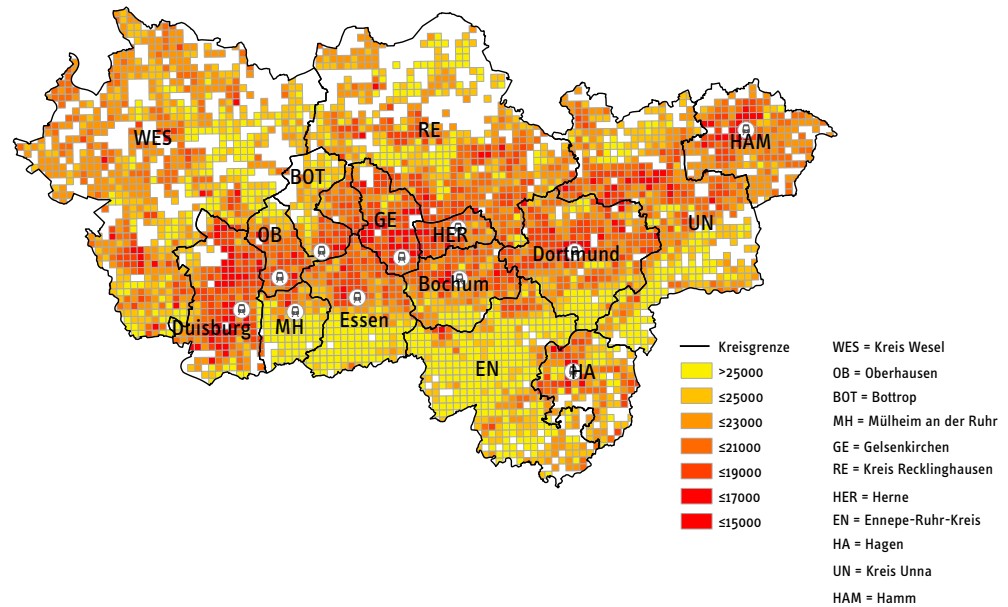 WES
RE
HAM
BOT
GE
UN
OB
HER
Dortmund
Bochum
Duisburg
MH
Essen
EN
HA
Kreisgrenze
>25000
≤25000
≤23000
≤21000
≤19000
≤17000
≤15000
WES = Kreis Wesel
OB = Oberhausen
BOT = Bottrop
MH = Mülheim an der Ruhr
GE = Gelsenkirchen
RE = Kreis Recklinghausen
HER = Herne
EN = Ennepe-Ruhr-Kreis
HA = Hagen
UN = Kreis Unna
HAM = Hamm